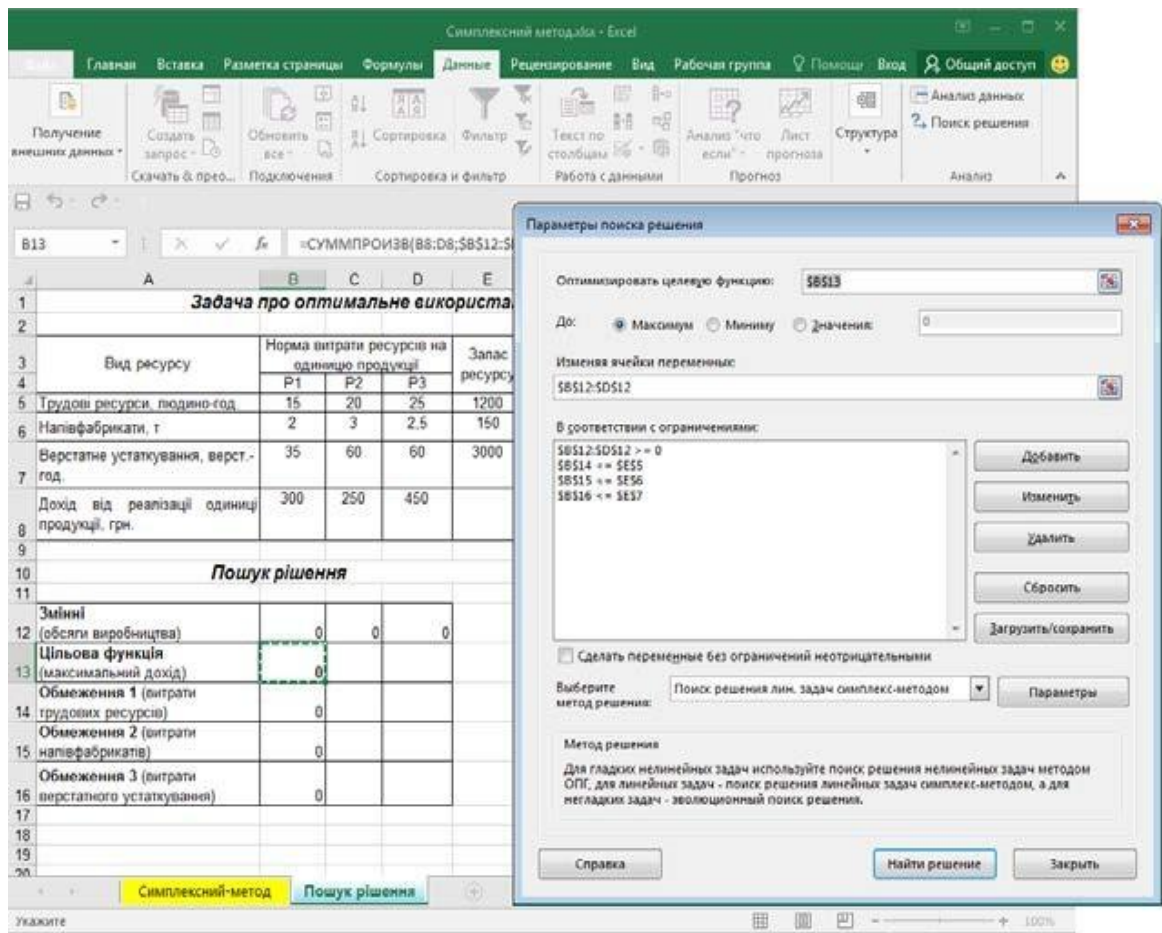 Симплексний метод.xlsx - Excel
Главная Вставка Разметка страницы Формулы Данные Рецензирование Вид Рабочая группа Помощн Вход Общий доступ
Получение внешних данных
Создать запрос
Скачать & прео...
Обновить все
Подключения
Сортировка Фильтр
Сортировка и фильтр
Текст по столбцам
Работа с данными
Анализ "что если" Лист прогноза
Прогноз
Структура
Анализ данных
Поиск решения
Анализ
B13 fx =СУММПРОИЗВ(B8:D8;$B$12:$
A B C D E
1 Задача про оптимальне використа
2
3 Вид ресурсу Норма витрати ресурсів на одиницю продукції Запас ресурсу
4 P1 P2 P3
5 Трудові ресурси, людино-год 15 20 25 1200
6 Напівфабрикати, т 2 3 2.5 150
7 Верстатне устаткування, верст.-год. 35 60 60 3000
8 Дохід від реалізації одиниці продукції, грн. 300 250 450
9
10 Пошук рішення
11
12 Змінні (обсяги виробництва) 0 0 0
13 Цільова функція (максимальний дохід) 0
14 Обмеження 1 (витрати трудових ресурсів) 0
15 Обмеження 2 (витрати напівфабрикатів) 0
16 Обмеження 3 (витрати верстатного устаткування) 0
17
18
19
20
Симплексний-метод Пошук рішення
Укажите 100%
Параметры поиска решения
Оптимизировать целевую функцию: $B$13
До: Максимум Миниму Значения: 0
Изменяя ячейки переменных:
$B$12:$D$12
В соответствии с ограничениями:
$B$12:$D$12 >= 0
$B$14 <= $E$5
$B$15 <= $E$6
$B$16 <= $E$7
Добавить
Изменить
Удалить
Сбросить
Загрузить/сохранить
Сделать переменные без ограничений неотрицательными
Выберите метод решения: Поиск решения лин. задач симплекс-методом Параметры
Метод решения
Для гладких нелинейных задач используйте поиск решения нелинейных задач методом
ОПГ, для линейных задач - поиск решения линейных задач симплекс-методом, а для
негладких задач - эволюционный поиск решения.
Справка Найти решение Закрыть